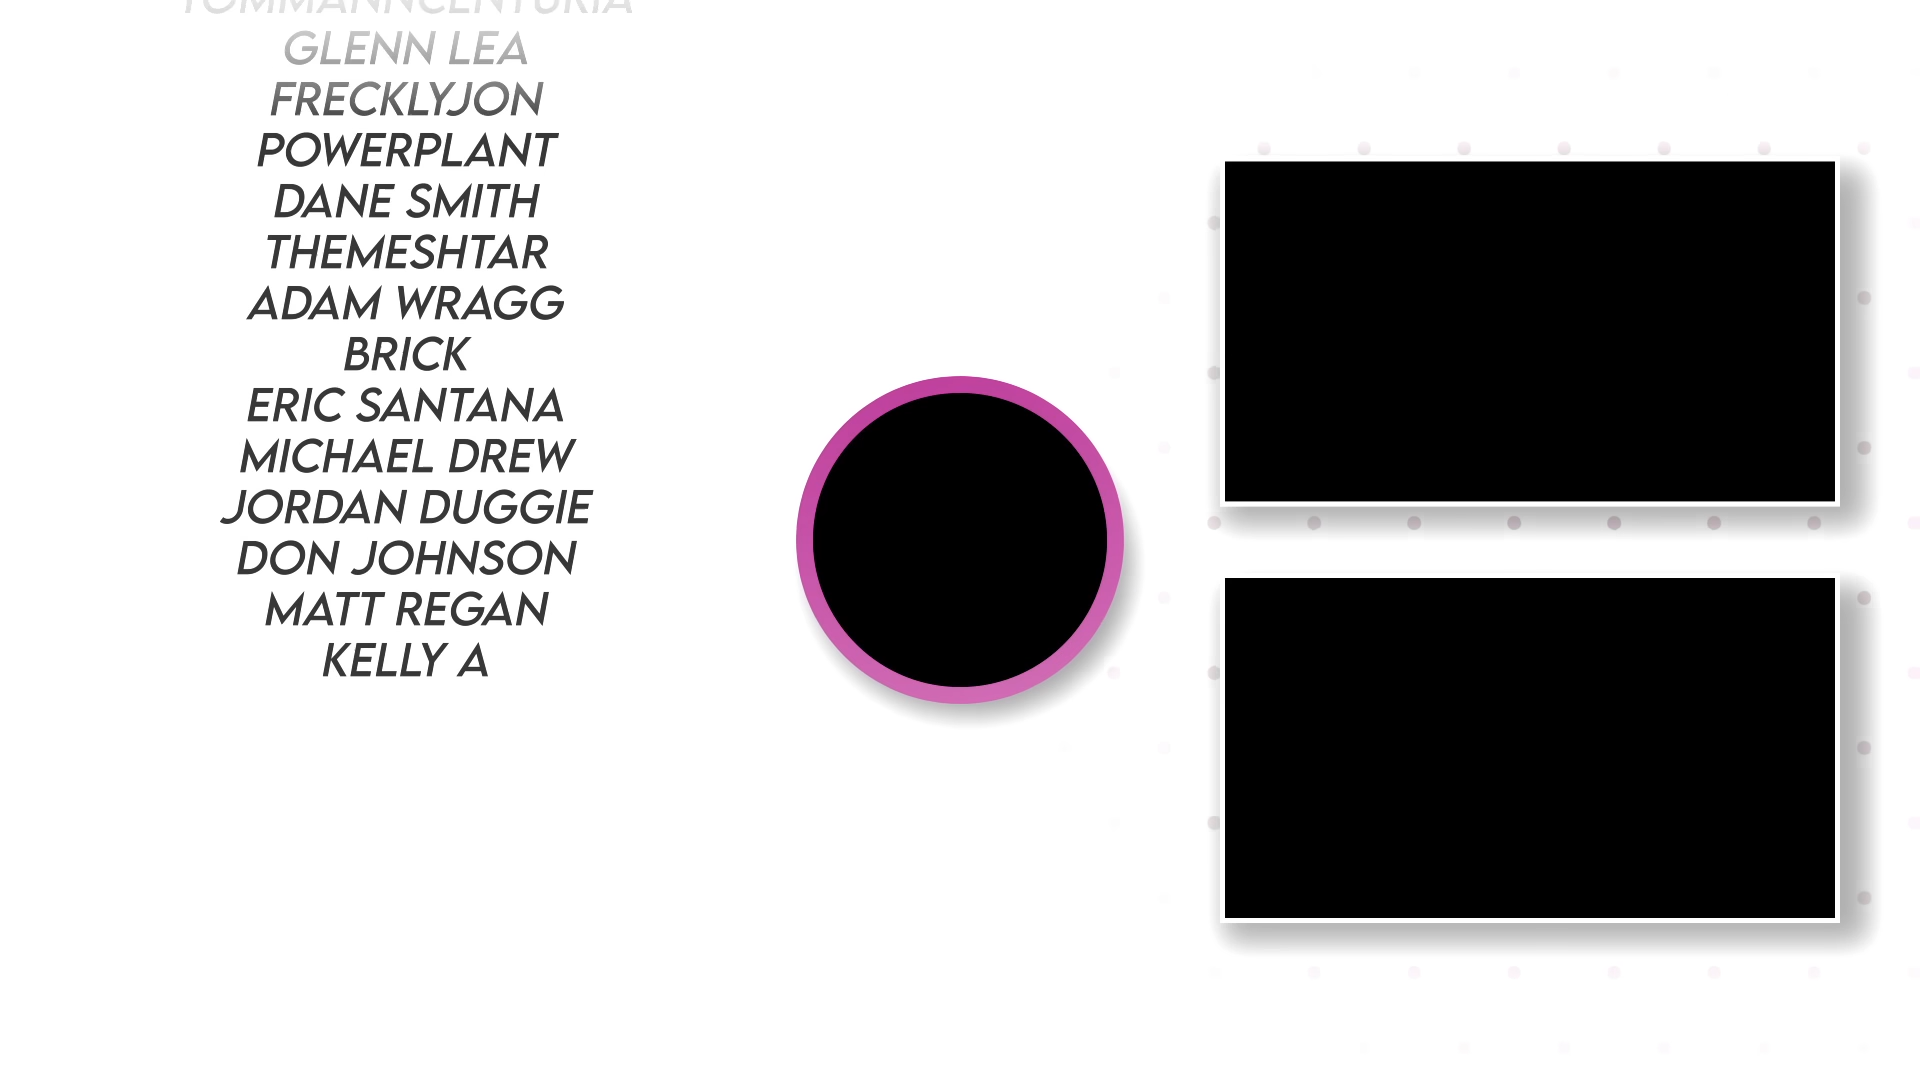 TOMMANNCENTURIA
GLENN LEA
FRECKLYJON
POWERPLANT
DANE SMITH
THEMESHTAR
ADAM WRAGG
BRICK
ERIC SANTANA
MICHAEL DREW
JORDAN DUGGIE
DON JOHNSON
MATT REGAN
KELLY A